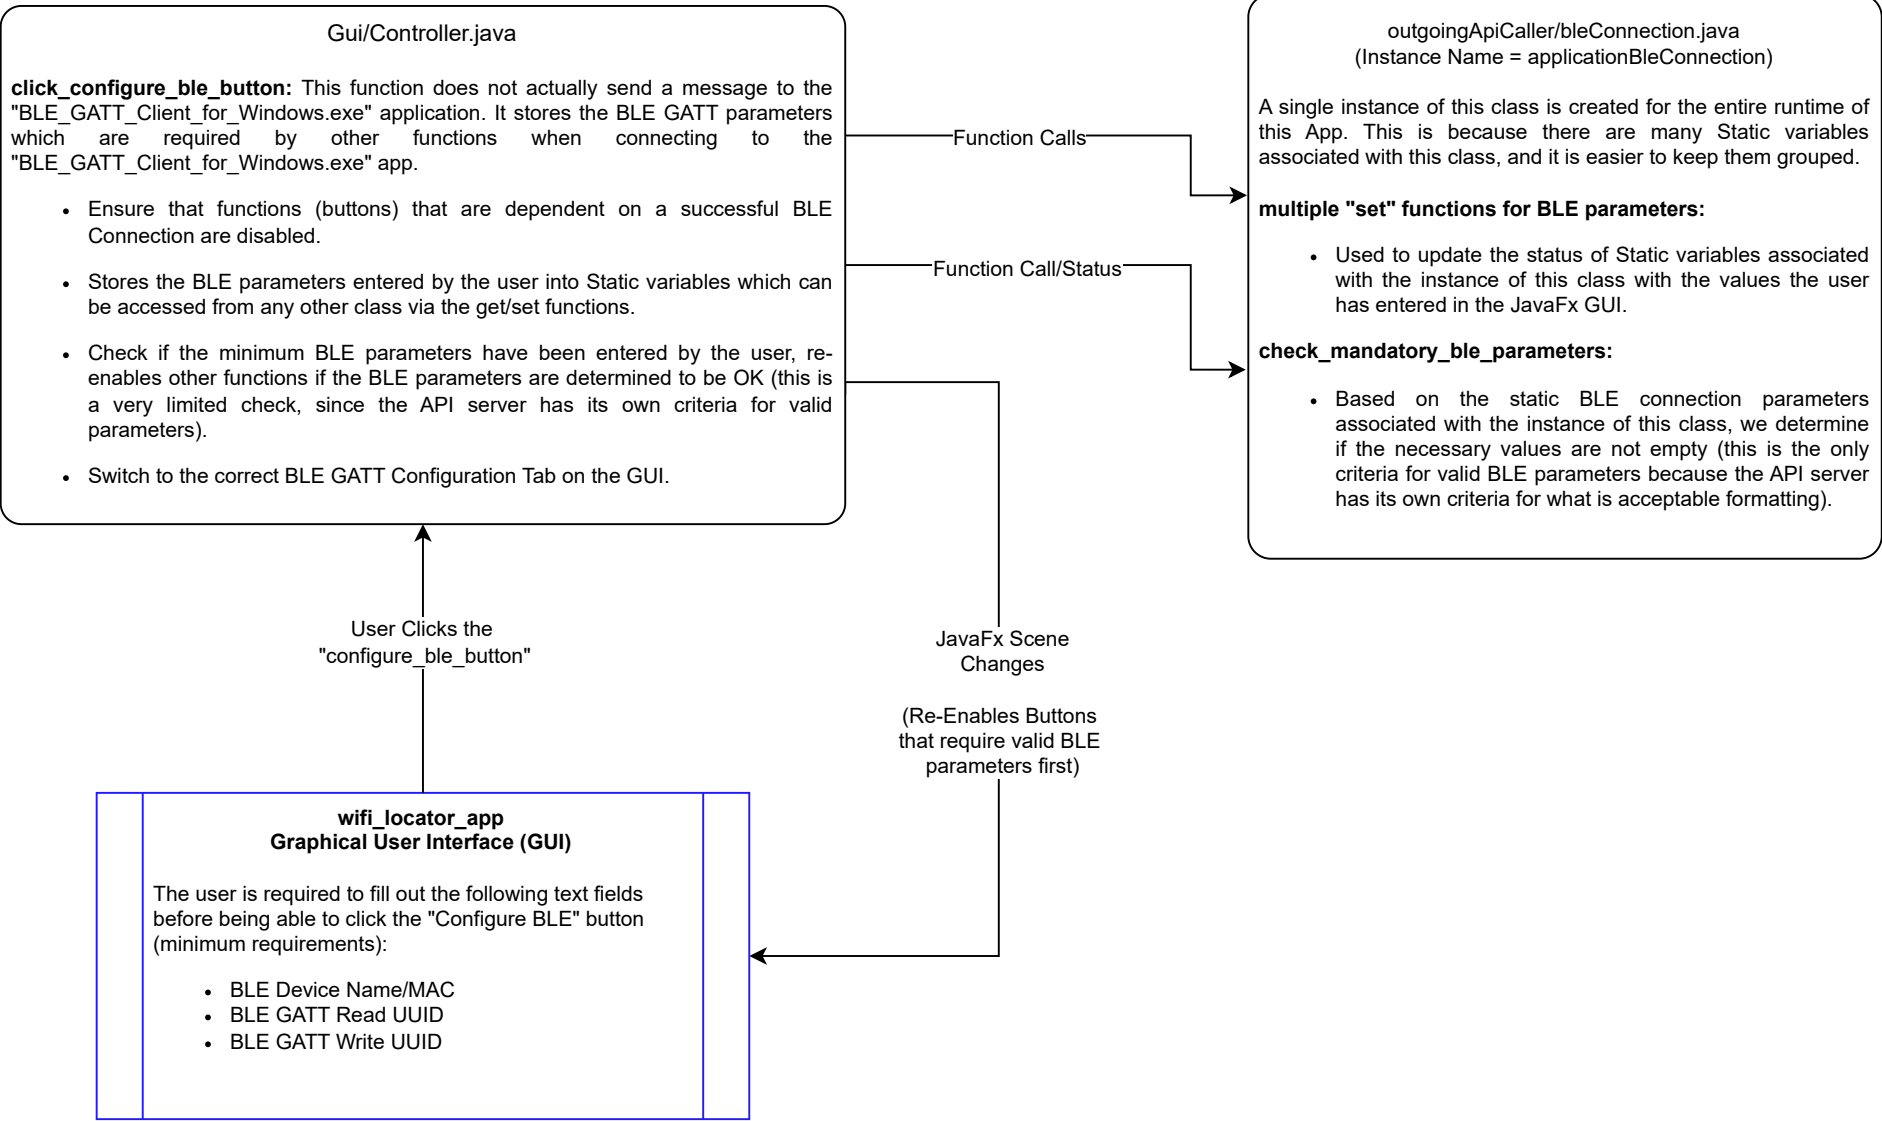 Gui/Controller.java
click_configure_ble_button: This function does not actually send a message to the
"BLE_GATT_Client_for_Windows.exe" application. It stores the BLE GATT parameters
which are required by other functions when connecting to the
"BLE_GATT_Client_for_Windows.exe" app.
• Ensure that functions (buttons) that are dependent on a successful BLE
Connection are disabled.
• Stores the BLE parameters entered by the user into Static variables which can
be accessed from any other class via the get/set functions.
• Check if the minimum BLE parameters have been entered by the user, re-
enables other functions if the BLE parameters are determined to be OK (this is
a very limited check, since the API server has its own criteria for valid
parameters).
• Switch to the correct BLE GATT Configuration Tab on the GUI.
Function Calls
Function Call/Status
outgoingApiCaller/bleConnection.java
(Instance Name = applicationBleConnection)
A single instance of this class is created for the entire runtime of
this App. This is because there are many Static variables
associated with this class, and it is easier to keep them grouped.
multiple "set" functions for BLE parameters:
• Used to update the status of Static variables associated
with the instance of this class with the values the user
has entered in the JavaFx GUI.
check_mandatory_ble_parameters:
• Based on the static BLE connection parameters
associated with the instance of this class, we determine
if the necessary values are not empty (this is the only
criteria for valid BLE parameters because the API server
has its own criteria for what is acceptable formatting).
User Clicks the
"configure_ble_button"
JavaFx Scene
Changes
(Re-Enables Buttons
that require valid BLE
parameters first)
wifi_locator_app
Graphical User Interface (GUI)
The user is required to fill out the following text fields
before being able to click the "Configure BLE" button
(minimum requirements):
• BLE Device Name/MAC
• BLE GATT Read UUID
• BLE GATT Write UUID